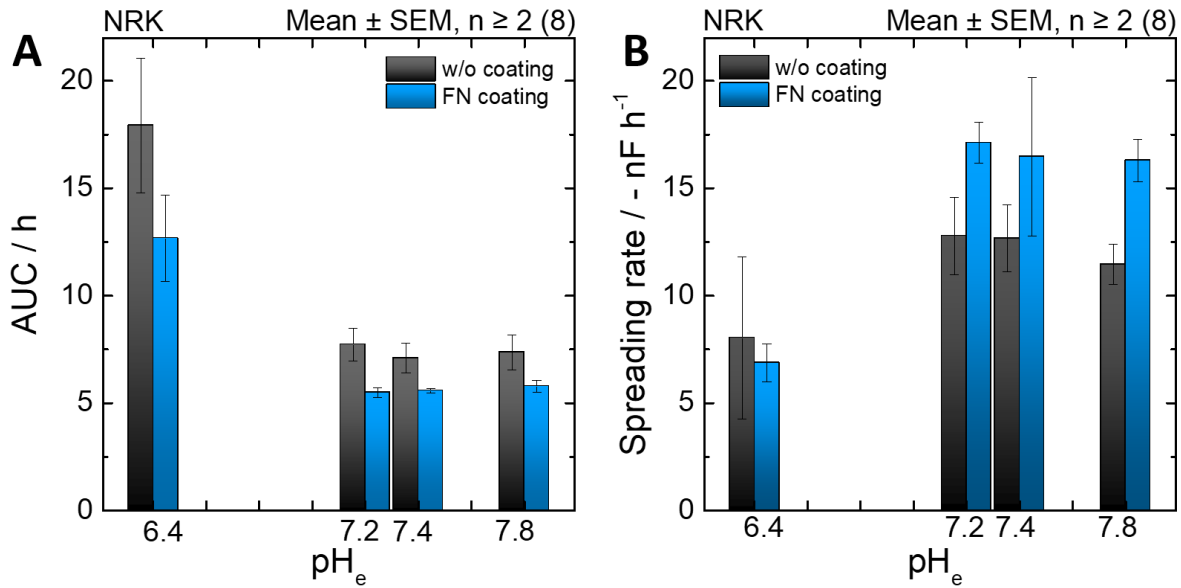 NRK Mean ± SEM, n ≥ 2 (8)
A
w/o coating
FN coating
AUC / h
20
15
10
5
0
6.4 7.2 7.4 7.8
pHₑ
NRK Mean ± SEM, n ≥ 2 (8)
B
w/o coating
FN coating
Spreading rate / - nF h⁻¹
20
15
10
5
0
6.4 7.2 7.4 7.8
pHₑ